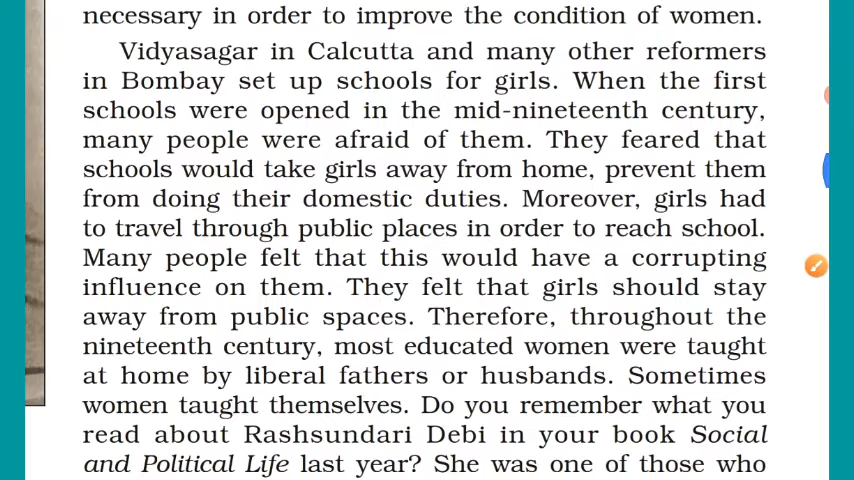 necessary in order to improve the condition of women.
Vidyasagar in Calcutta and many other reformers
in Bombay set up schools for girls. When the first
schools were opened in the mid-nineteenth century,
many people were afraid of them. They feared that
schools would take girls away from home, prevent them
from doing their domestic duties. Moreover, girls had
to travel through public places in order to reach school.
Many people felt that this would have a corrupting
influence on them. They felt that girls should stay
away from public spaces. Therefore, throughout the
nineteenth century, most educated women were taught
at home by liberal fathers or husbands. Sometimes
women taught themselves. Do you remember what you
read about Rashsundari Debi in your book Social
and Political Life last year? She was one of those who